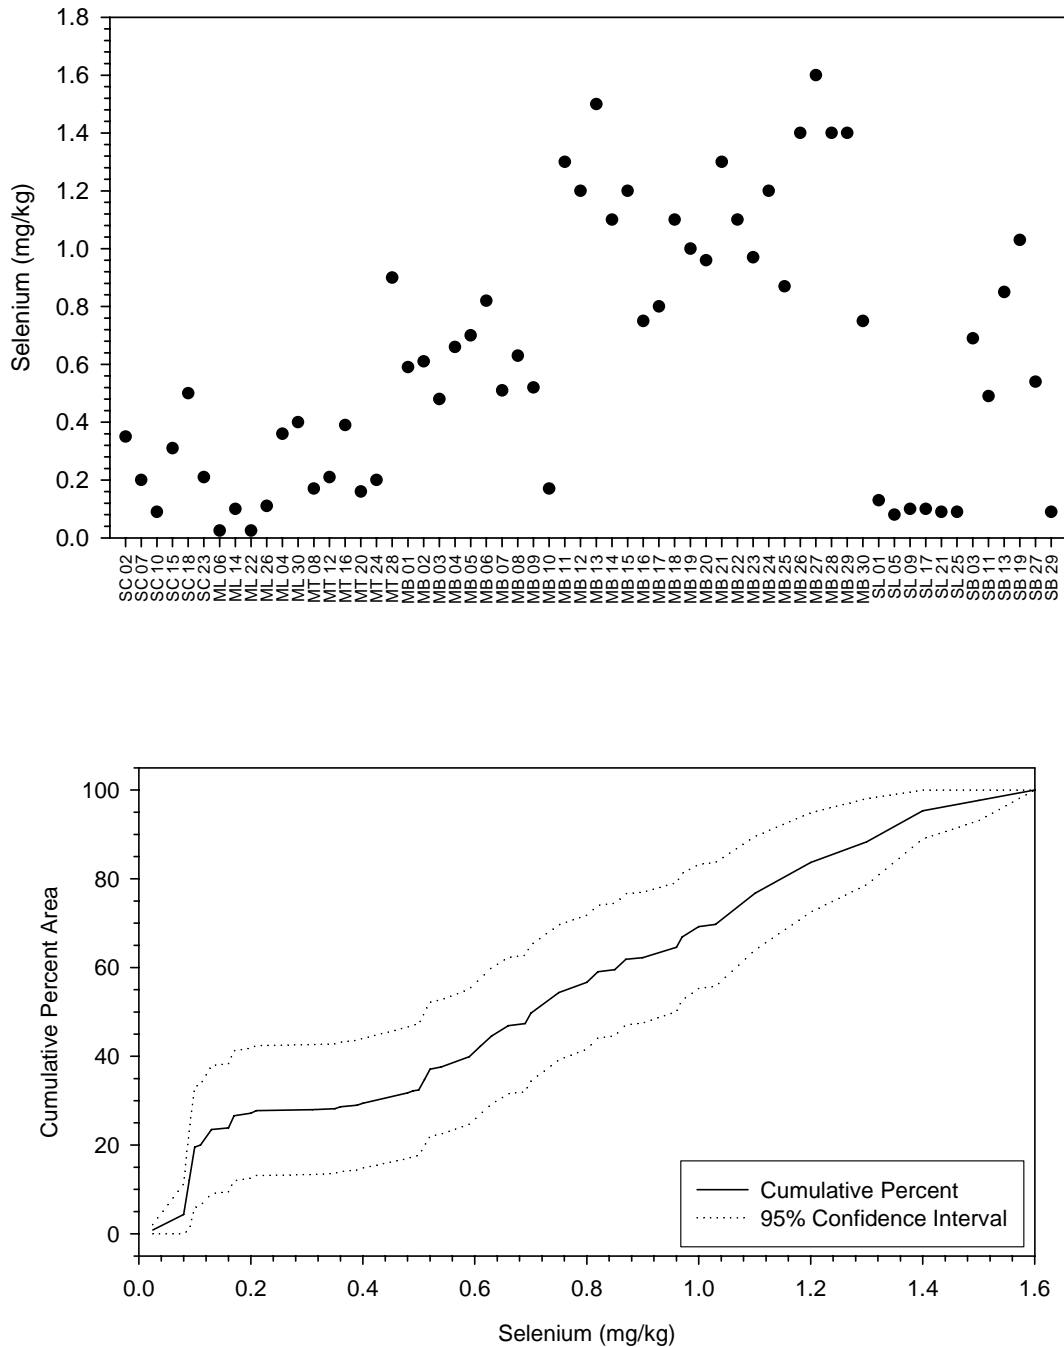 Selenium (mg/kg)
1.8
1.6
1.4
1.2
1.0
0.8
0.6
0.4
0.2
0.0
SC 02
SC 07
SC 10
SC 15
SC 18
SC 23
ML 06
ML 14
ML 22
ML 26
ML 04
ML 30
MT 08
MT 12
MT 16
MT 20
MT 24
MT 28
MB 01
MB 02
MB 03
MB 04
MB 05
MB 06
MB 07
MB 08
MB 09
MB 10
MB 11
MB 12
MB 13
MB 14
MB 15
MB 16
MB 17
MB 18
MB 19
MB 20
MB 21
MB 22
MB 23
MB 24
MB 25
MB 26
MB 27
MB 28
MB 29
MB 30
SL 01
SL 05
SL 09
SL 17
SL 21
SL 25
SB 03
SB 11
SB 13
SB 19
SB 27
SB 29
Cumulative Percent Area
100
80
60
40
20
0
Cumulative Percent
95% Confidence Interval
0.0 0.2 0.4 0.6 0.8 1.0 1.2 1.4 1.6
Selenium (mg/kg)